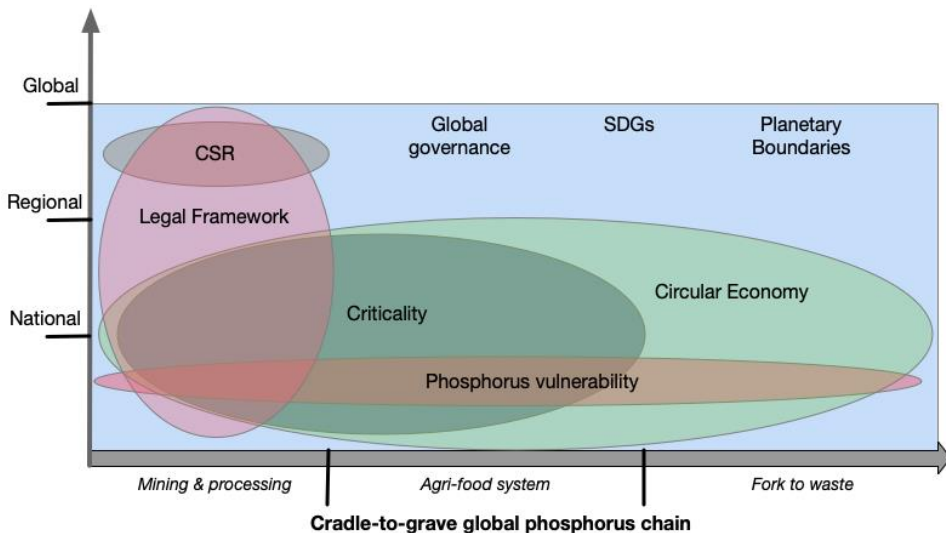 Global
Global
governance
SDGs
Planetary
Boundaries
CSR
Regional
Legal Framework
Circular Economy
National
Criticality
Phosphorus vulnerability
Mining & processing
Agri-food system
Fork to waste
Cradle-to-grave global phosphorus chain